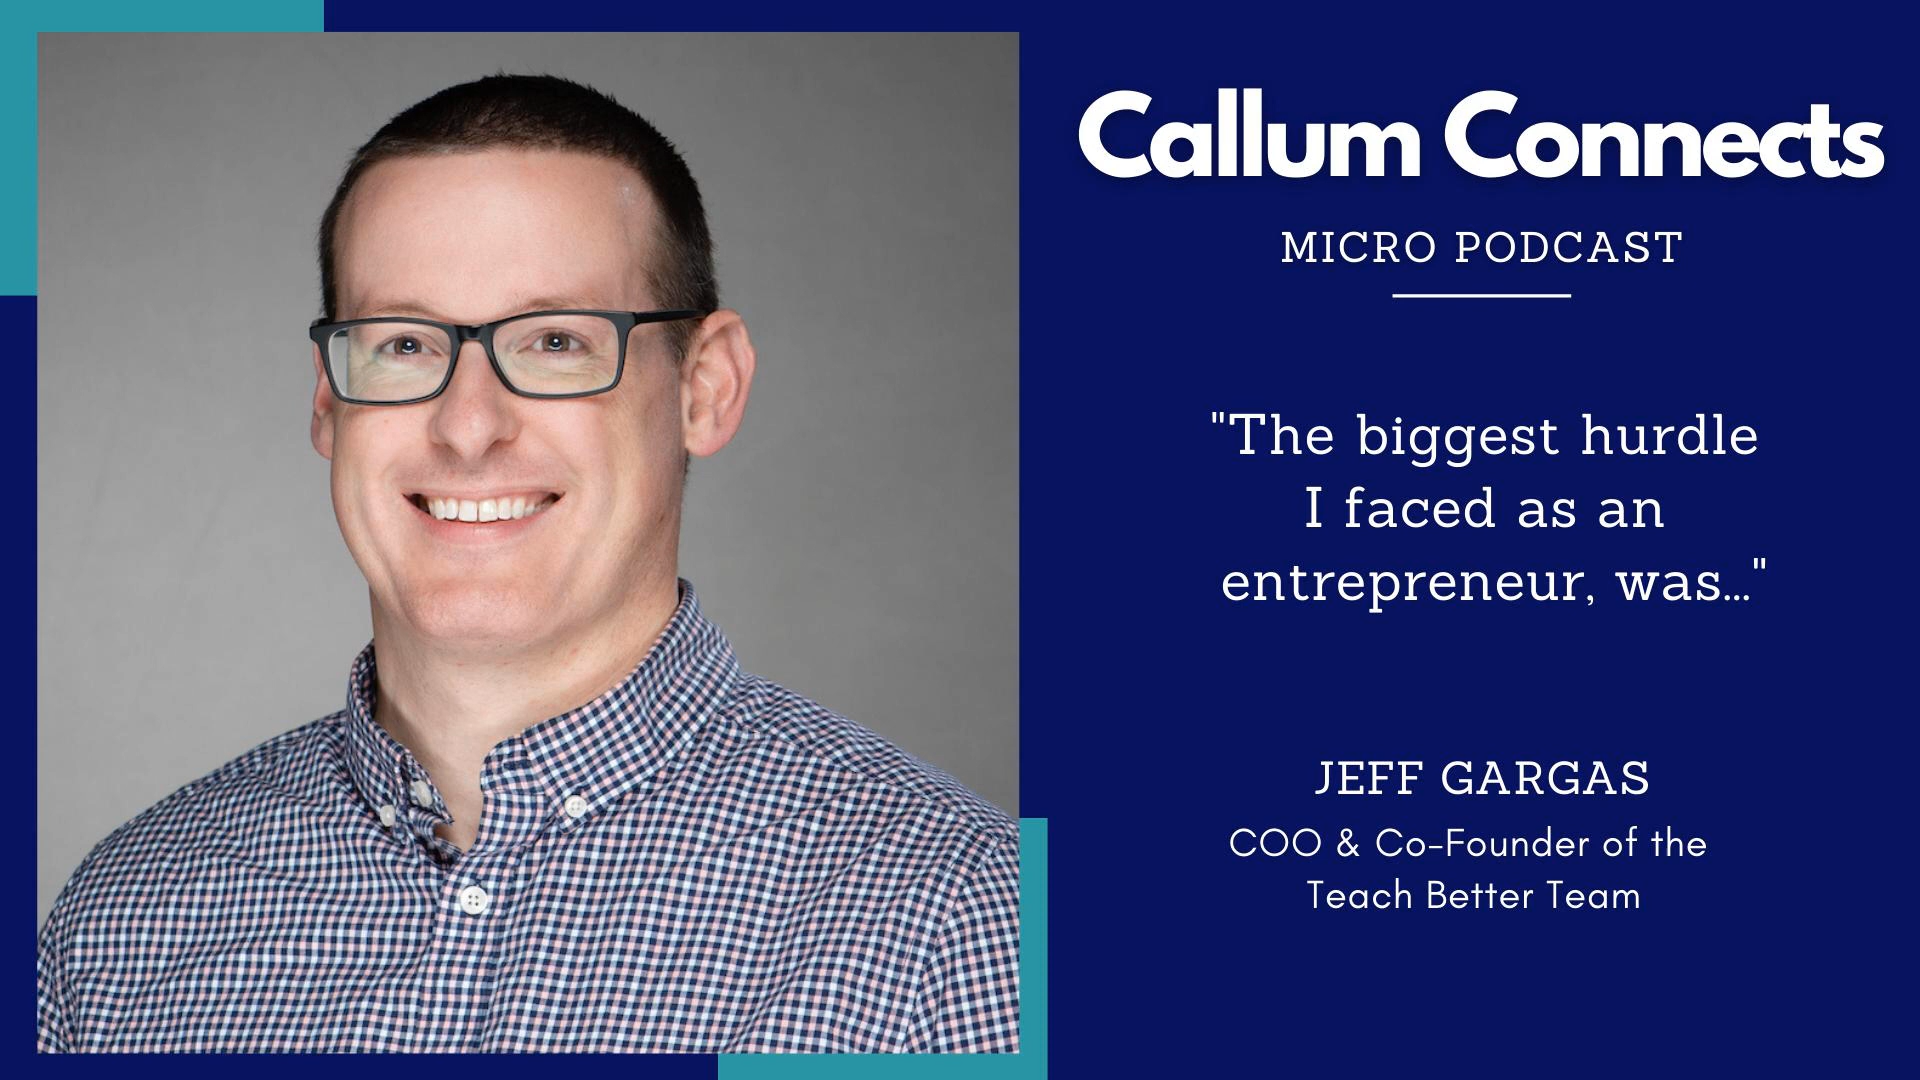 Callum Connects
MICRO PODCAST
"The biggest hurdle
I faced as an
entrepreneur, was..."
JEFF GARGAS
COO & Co-Founder of the
Teach Better Team